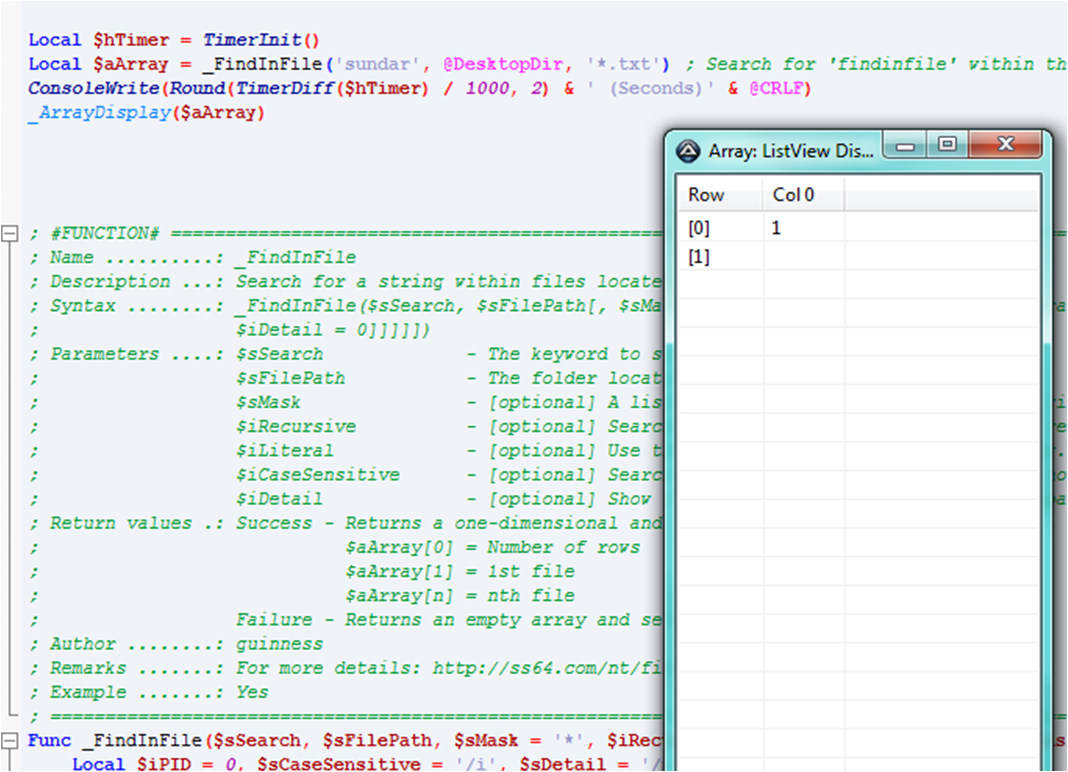 Local $hTimer = TimerInit()
Local $aArray = _FindInFile('sundar', @DesktopDir, '*.txt') ; Search for 'findinfile' within th
ConsoleWrite(Round(TimerDiff($hTimer) / 1000, 2) & ' (Seconds)' & @CRLF)
_ArrayDisplay($aArray)
Array: ListView Dis...
Row Col 0
[0] 1
[1]
; #FUNCTION# ==========================================
; Name ..........: _FindInFile
; Description ...: Search for a string within files locate
; Syntax ........: _FindInFile($sSearch, $sFilePath[, $sMa
; $iDetail = 0]]]]])
; Parameters ....: $sSearch - The keyword to s
; $sFilePath - The folder locat
; $sMask - [optional] A lis
; $iRecursive - [optional] Searc
; $iLiteral - [optional] Use t
; $iCaseSensitive - [optional] Searc
; $iDetail - [optional] Show
; Return values .: Success - Returns a one-dimensional and
; $aArray[0] = Number of rows
; $aArray[1] = 1st file
; $aArray[n] = nth file
; Failure - Returns an empty array and se
; Author ........: guinness
; Remarks .......: For more details: http://ss64.com/nt/fi
; Example .......: Yes
; =====================================================
Func _FindInFile($sSearch, $sFilePath, $sMask = '*', $iRec
Local $iPID = 0, $sCaseSensitive = '/i', $sDetail = '/